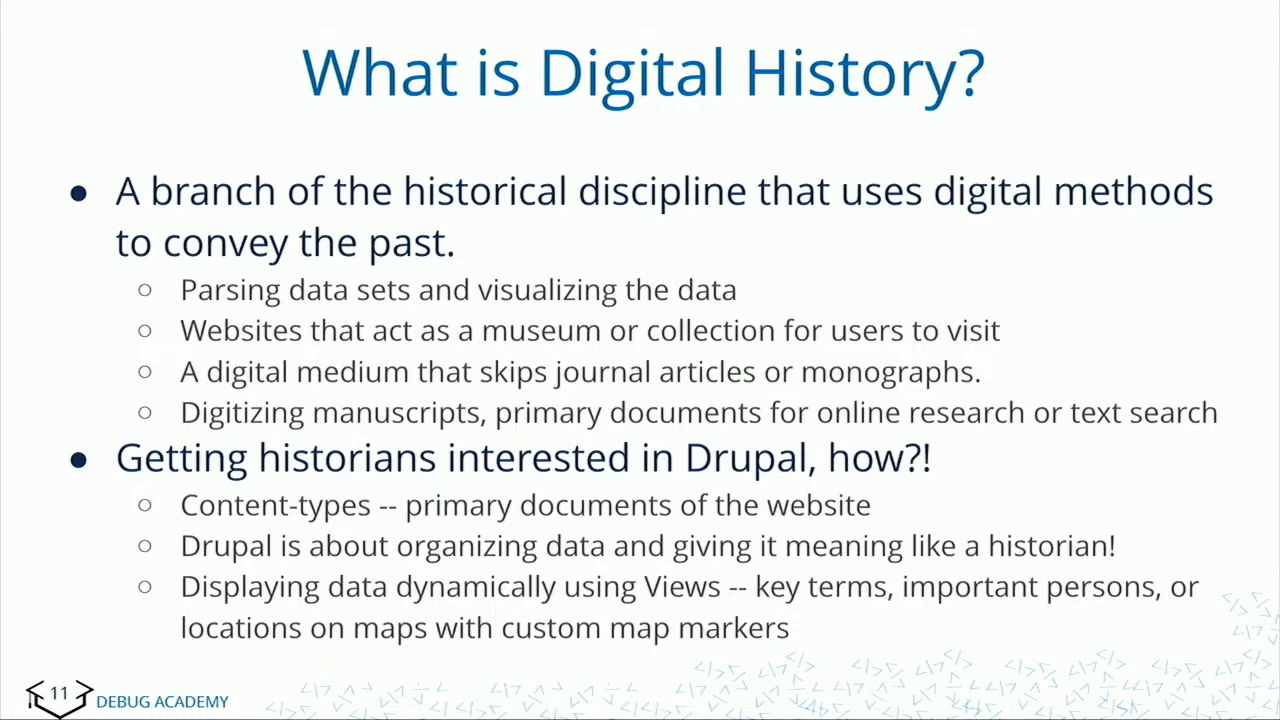 What is Digital History?
● A branch of the historical discipline that uses digital methods
to convey the past.
○ Parsing data sets and visualizing the data
○ Websites that act as a museum or collection for users to visit
○ A digital medium that skips journal articles or monographs.
○ Digitizing manuscripts, primary documents for online research or text search
● Getting historians interested in Drupal, how?!
○ Content-types -- primary documents of the website
○ Drupal is about organizing data and giving it meaning like a historian!
○ Displaying data dynamically using Views -- key terms, important persons, or
locations on maps with custom map markers
11
DEBUG ACADEMY